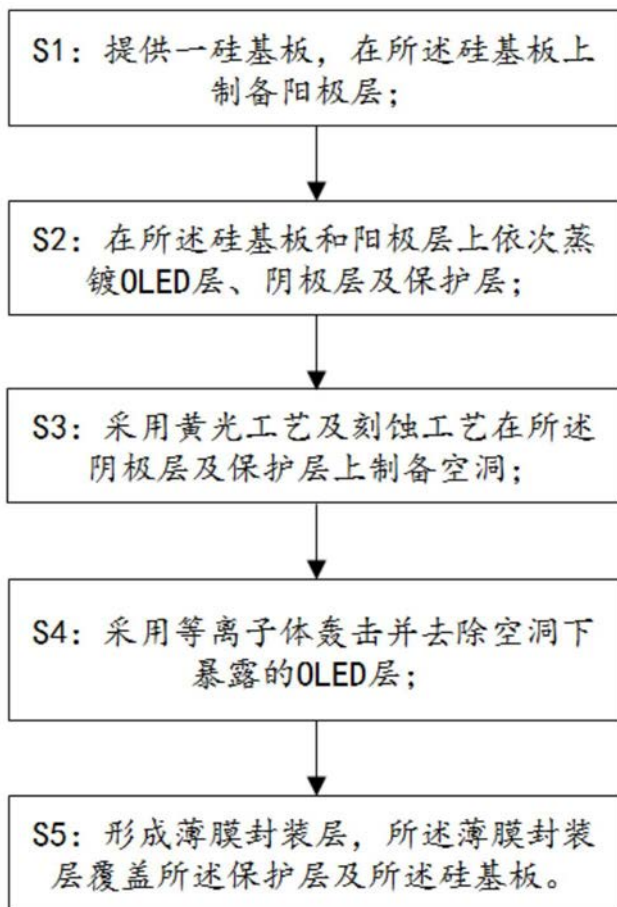 S1：提供一硅基板，在所述硅基板上
制备阳极层；
S2：在所述硅基板和阳极层上依次蒸
镀OLED层、阴极层及保护层；
S3：采用黄光工艺及刻蚀工艺在所述
阴极层及保护层上制备空洞；
S4：采用等离子体轰击并去除空洞下
暴露的OLED层；
S5：形成薄膜封装层，所述薄膜封装
层覆盖所述保护层及所述硅基板。